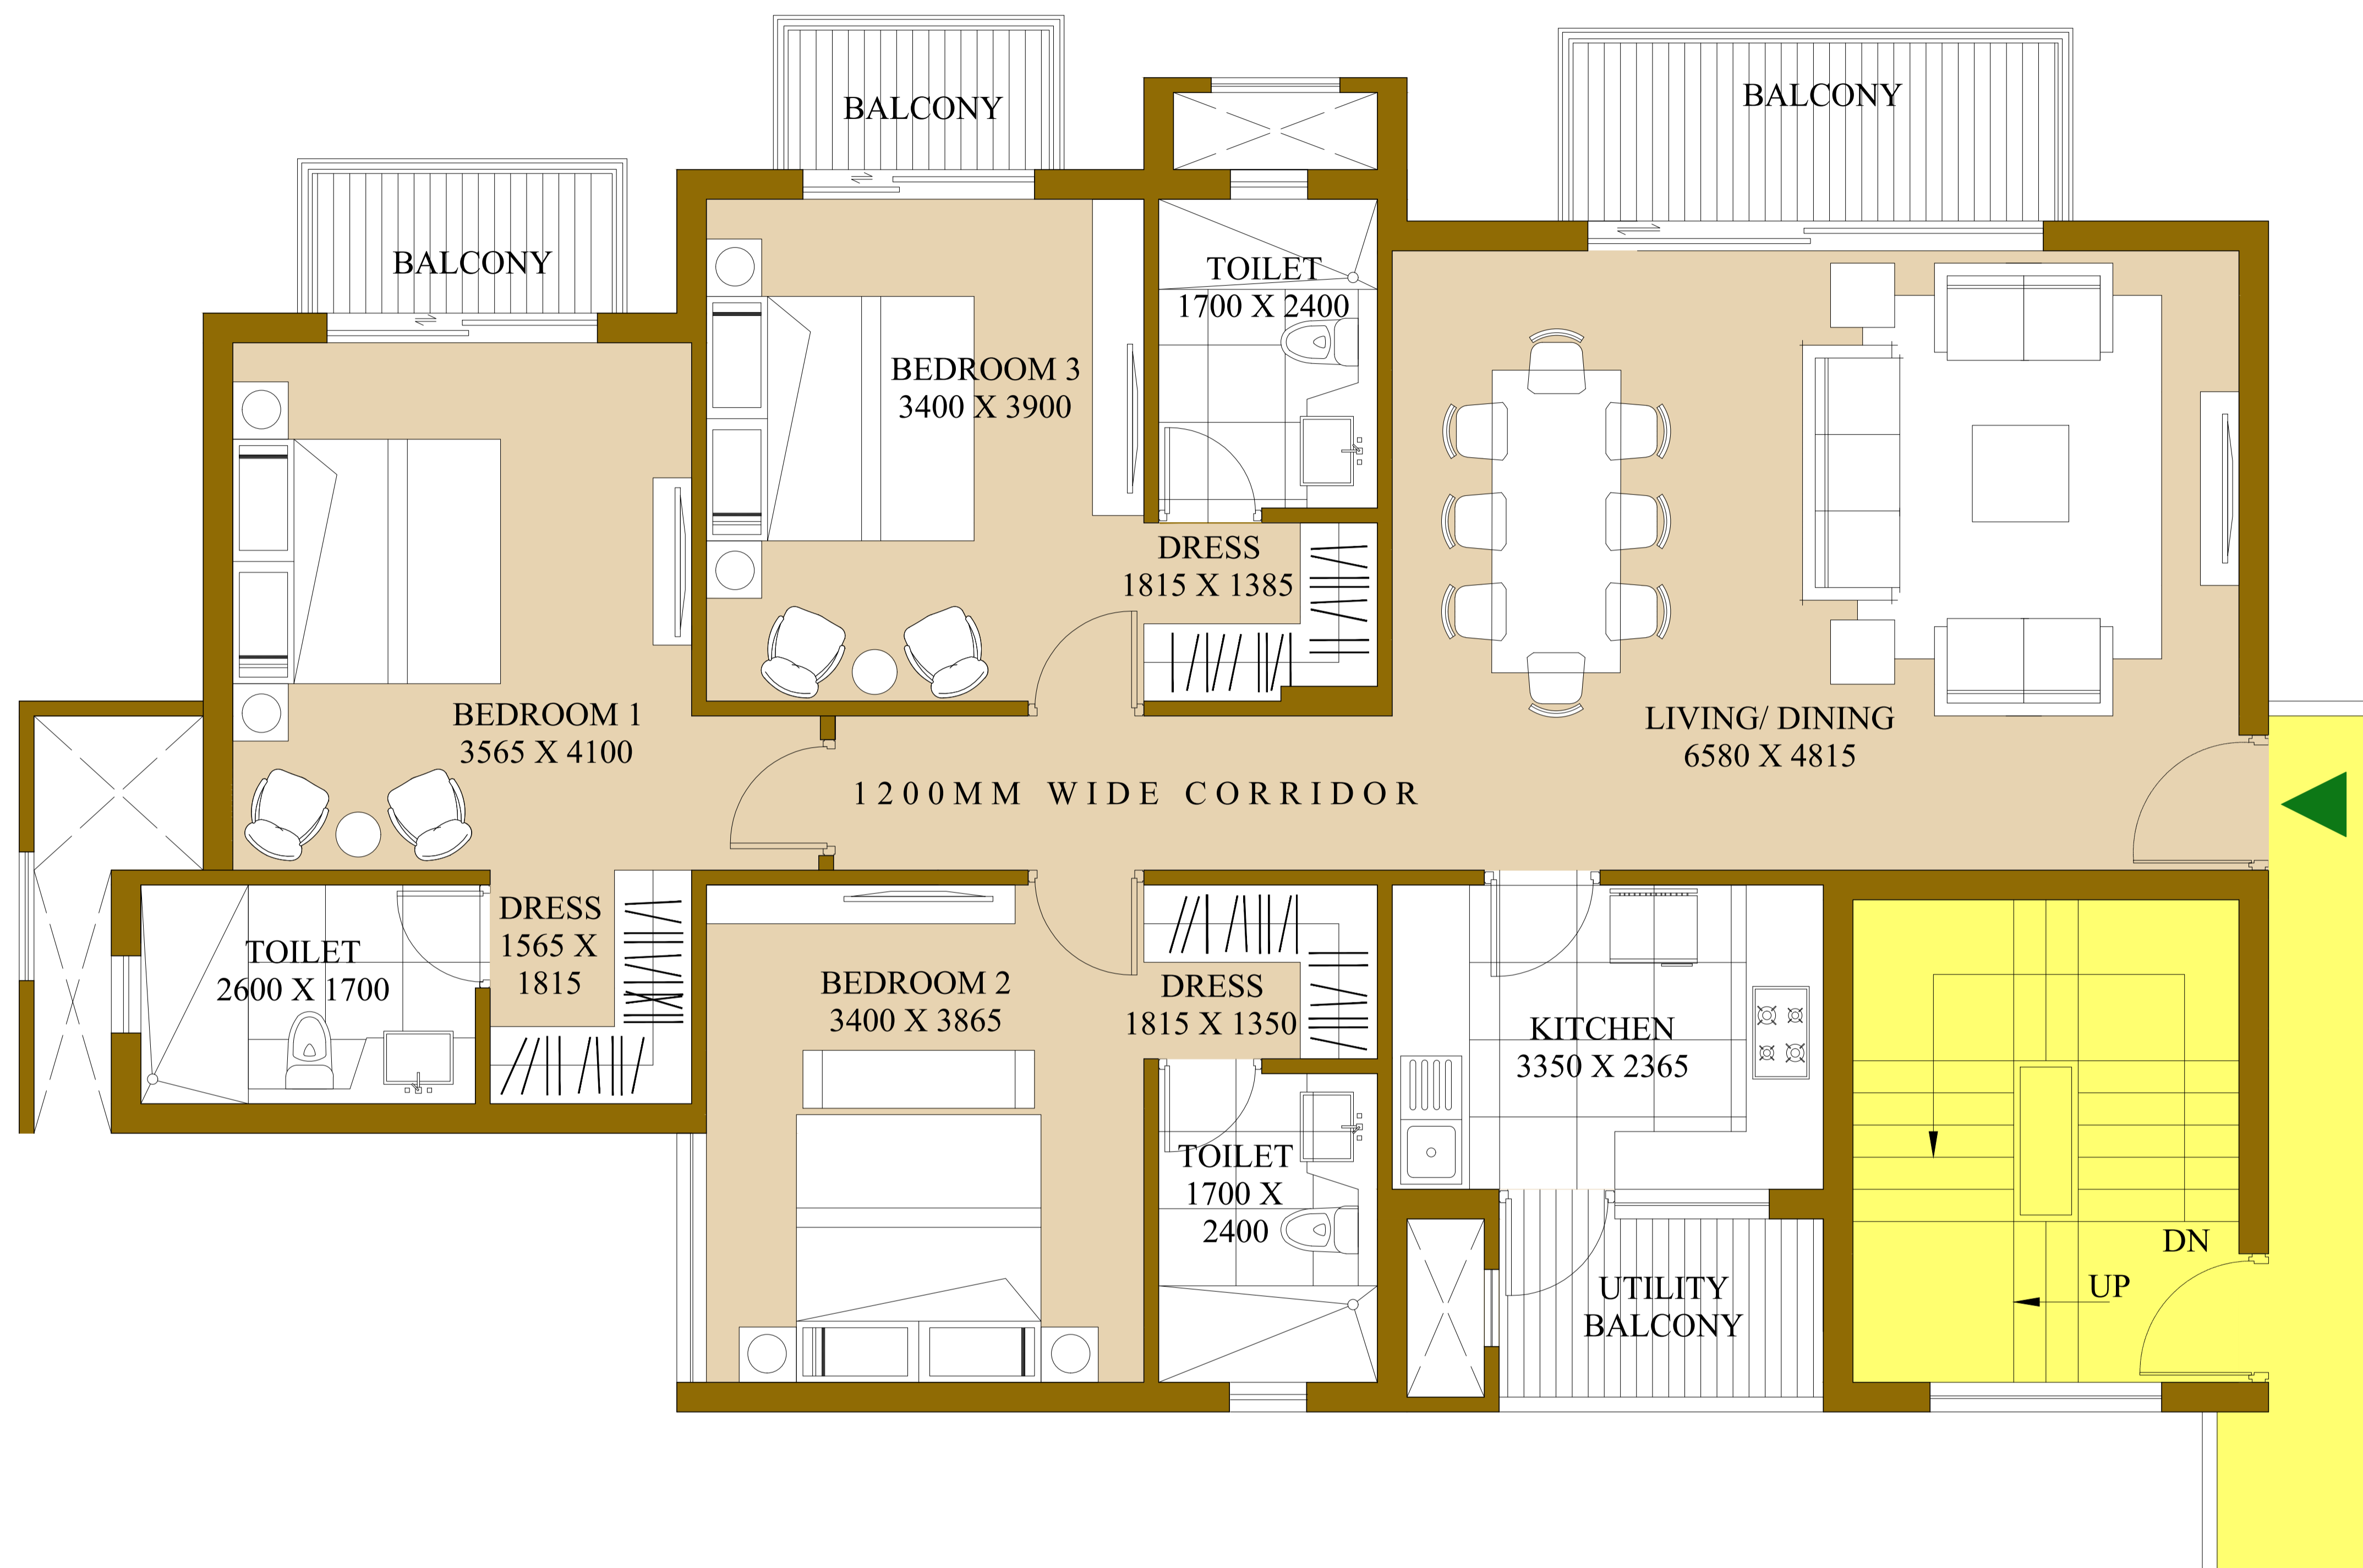 BALCONY
BALCONY
BALCONY
TOILET
1700 X 2400
BEDROOM 3
3400 X 3900
DRESS
1815 X 1385
BEDROOM 1
3565 X 4100
LIVING/ DINING
6580 X 4815
1200MM WIDE CORRIDOR
TOILET
2600 X 1700
DRESS
1565 X
1815
BEDROOM 2
3400 X 3865
DRESS
1815 X 1350
KITCHEN
3350 X 2365
TOILET
1700 X
2400
UTILITY
BALCONY
DN
UP